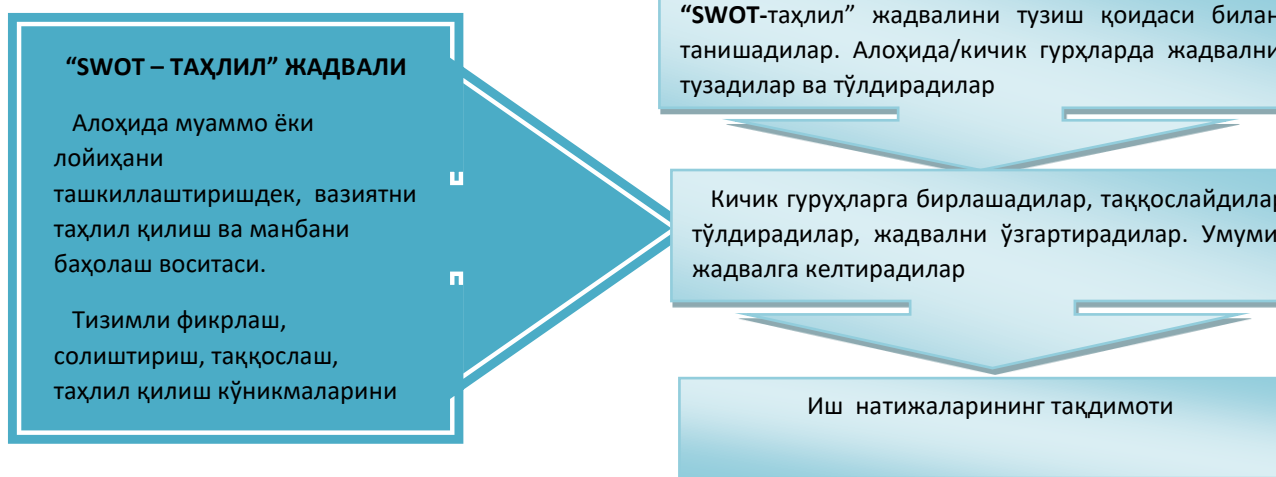 “SWOT – ТАҲЛИЛ” ЖАДВАЛИ
Алоҳида муаммо ёки
лойиҳани
ташкиллаштиришдек, вазиятни
таҳлил қилиш ва манбани
баҳолаш воситаси.
Тизимли фикрлаш,
солиштириш, таққослаш,
таҳлил қилиш кўникмаларини
“SWOT-таҳлил” жадвалини тузиш қоидаси билан
танишадилар. Алоҳида/кичик гурҳларда жадвални
тузадилар ва тўлдирадилар
Кичик гуруҳларга бирлашадилар, таққослайдилар
тўлдирадилар, жадвални ўзгартирадилар. Умуми
жадвалга келтирадилар
Иш натижаларининг тақдимоти